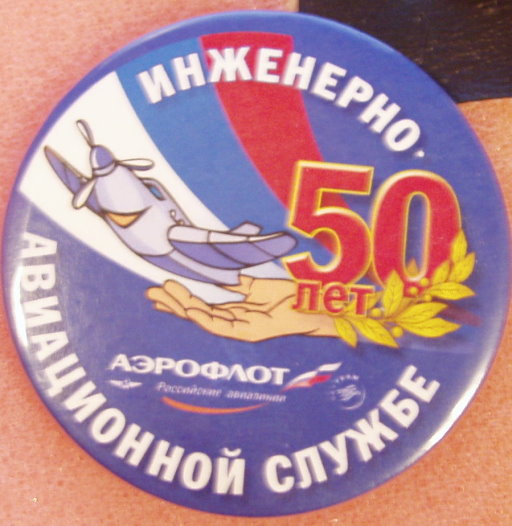 ИНЖЕНЕРНО-
АВИАЦИОННОЙ СЛУЖБЕ
50
лет
АЭРОФЛОТ
Российские авиалинии